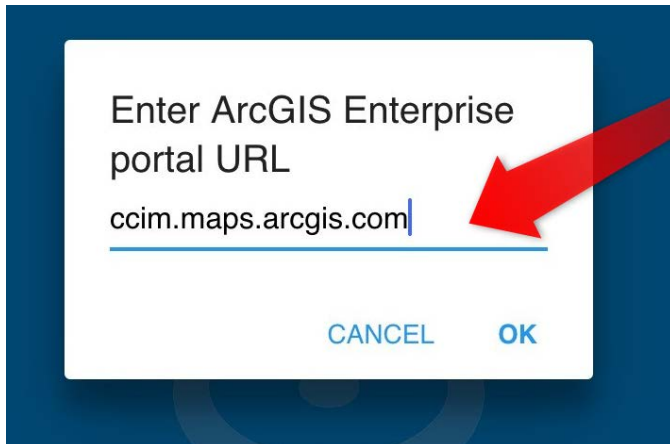 Enter ArcGIS Enterprise
portal URL
ccim.maps.arcgis.com
CANCEL OK